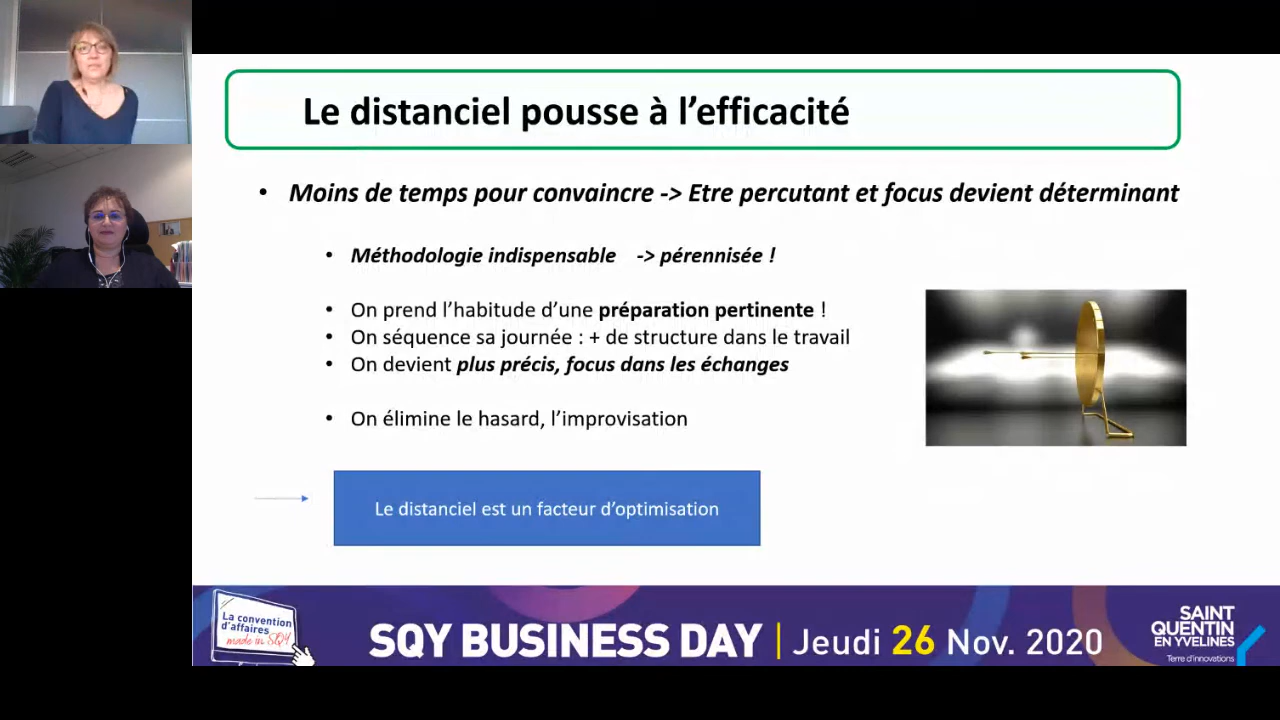 Le distanciel pousse à l’efficacité
• Moins de temps pour convaincre -> Etre percutant et focus devient déterminant
• Méthodologie indispensable -> pérennisée !
• On prend l’habitude d’une préparation pertinente !
• On séquence sa journée : + de structure dans le travail
• On devient plus précis, focus dans les échanges
• On élimine le hasard, l’improvisation
Le distanciel est un facteur d’optimisation
La convention
d’affaires
made in SQY
SQY BUSINESS DAY | Jeudi 26 Nov. 2020
SAINT
QUENTIN
EN YVELINES
Terre d’innovations